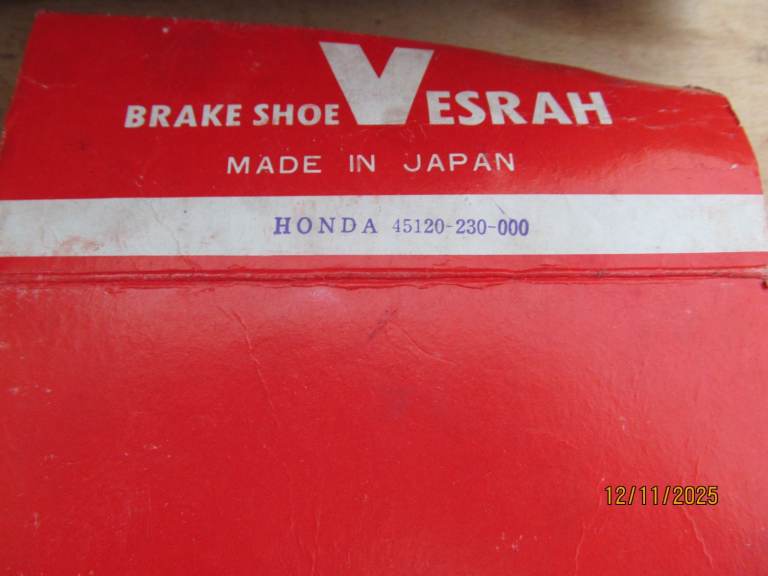 BRAKE SHOE VESRAH
MADE IN JAPAN
HONDA 45120-230-000
12/11/2025